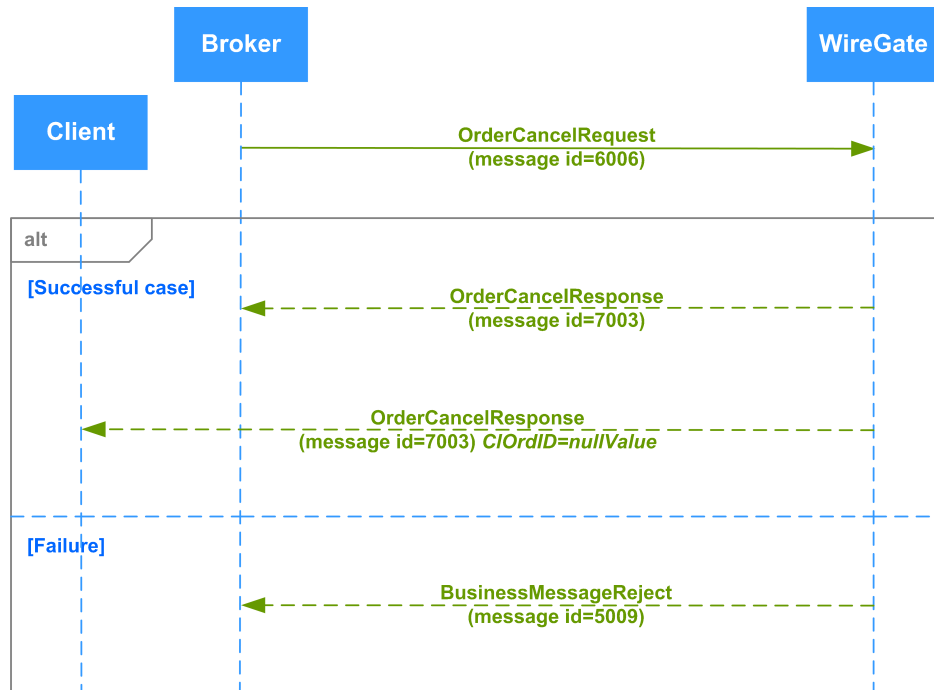 Broker
WireGate
Client
OrderCancelRequest
(message id=6006)
alt
[Successful case]
OrderCancelResponse
(message id=7003)
OrderCancelResponse
(message id=7003) ClOrdID=nullValue
[Failure]
BusinessMessageReject
(message id=5009)